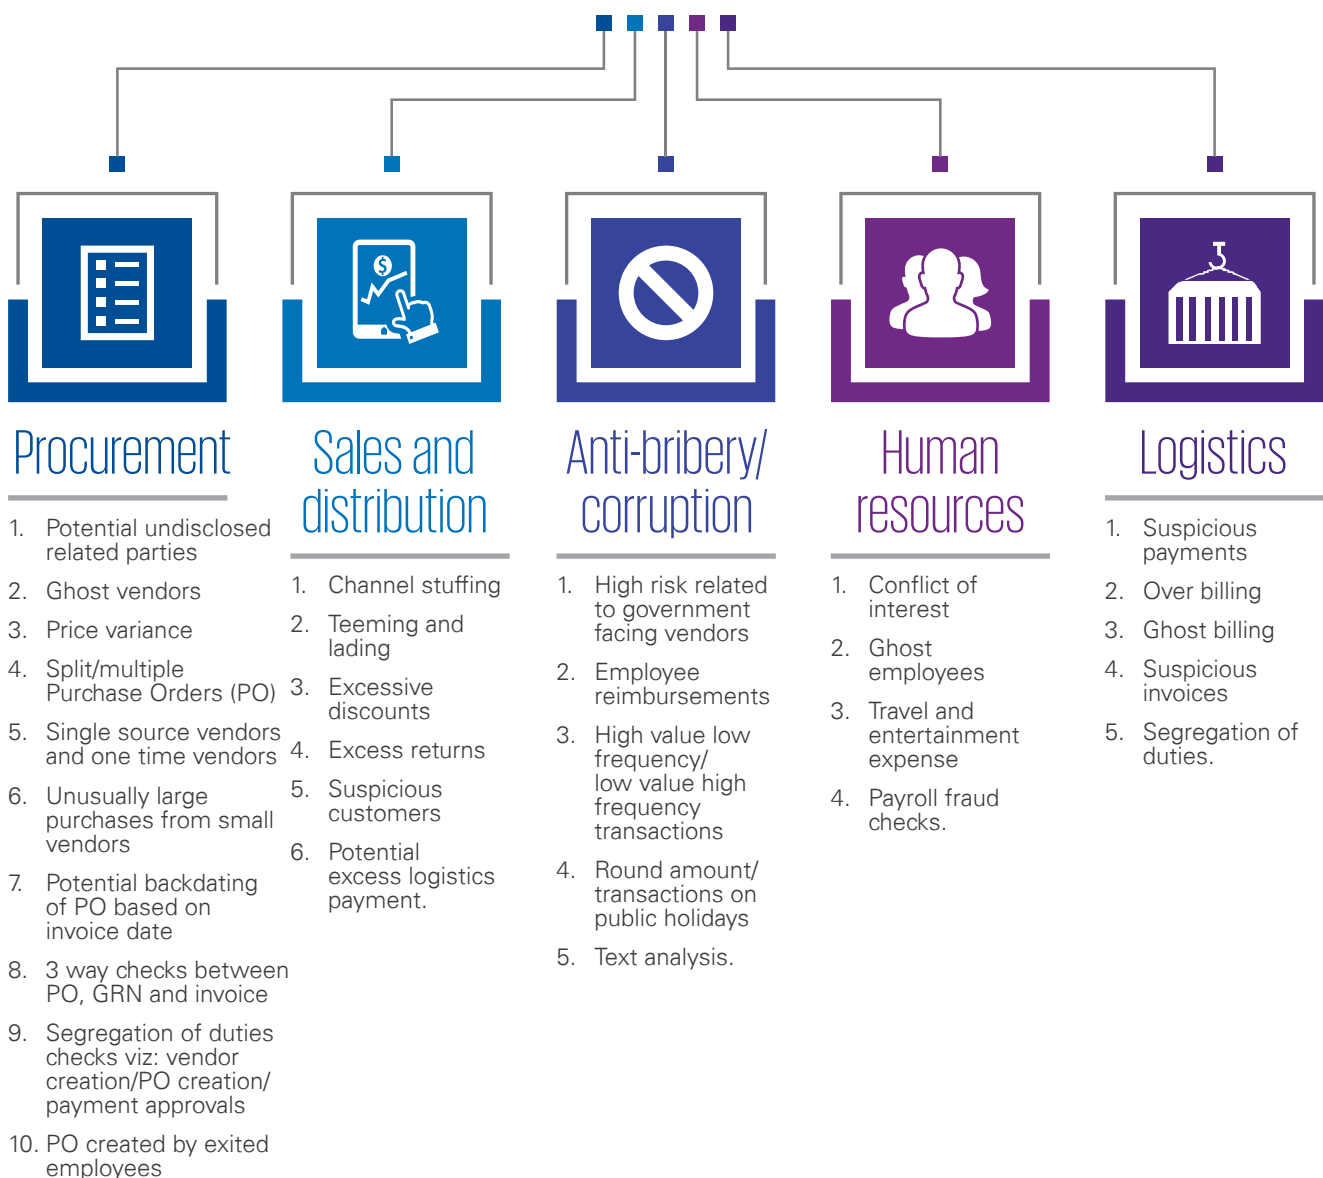 Procurement
1. Potential undisclosed
related parties
2. Ghost vendors
3. Price variance
4. Split/multiple
Purchase Orders (PO)
5. Single source vendors
and one time vendors
6. Unusually large
purchases from small
vendors
7. Potential backdating
of PO based on
invoice date
8. 3 way checks between
PO, GRN and invoice
9. Segregation of duties
checks viz: vendor
creation/PO creation/
payment approvals
10. PO created by exited
employees
$
Sales and
distribution
1. Channel stuffing
2. Teeming and
lading
3. Excessive
discounts
4. Excess returns
5. Suspicious
customers
6. Potential
excess logistics
payment.
Anti-bribery/
corruption
1. High risk related
to government
facing vendors
2. Employee
reimbursements
3. High value low
frequency/
low value high
frequency
transactions
4. Round amount/
transactions on
public holidays
5. Text analysis.
Human
resources
1. Conflict of
interest
2. Ghost
employees
3. Travel and
entertainment
expense
4. Payroll fraud
checks.
Logistics
1. Suspicious
payments
2. Over billing
3. Ghost billing
4. Suspicious
invoices
5. Segregation of
duties.